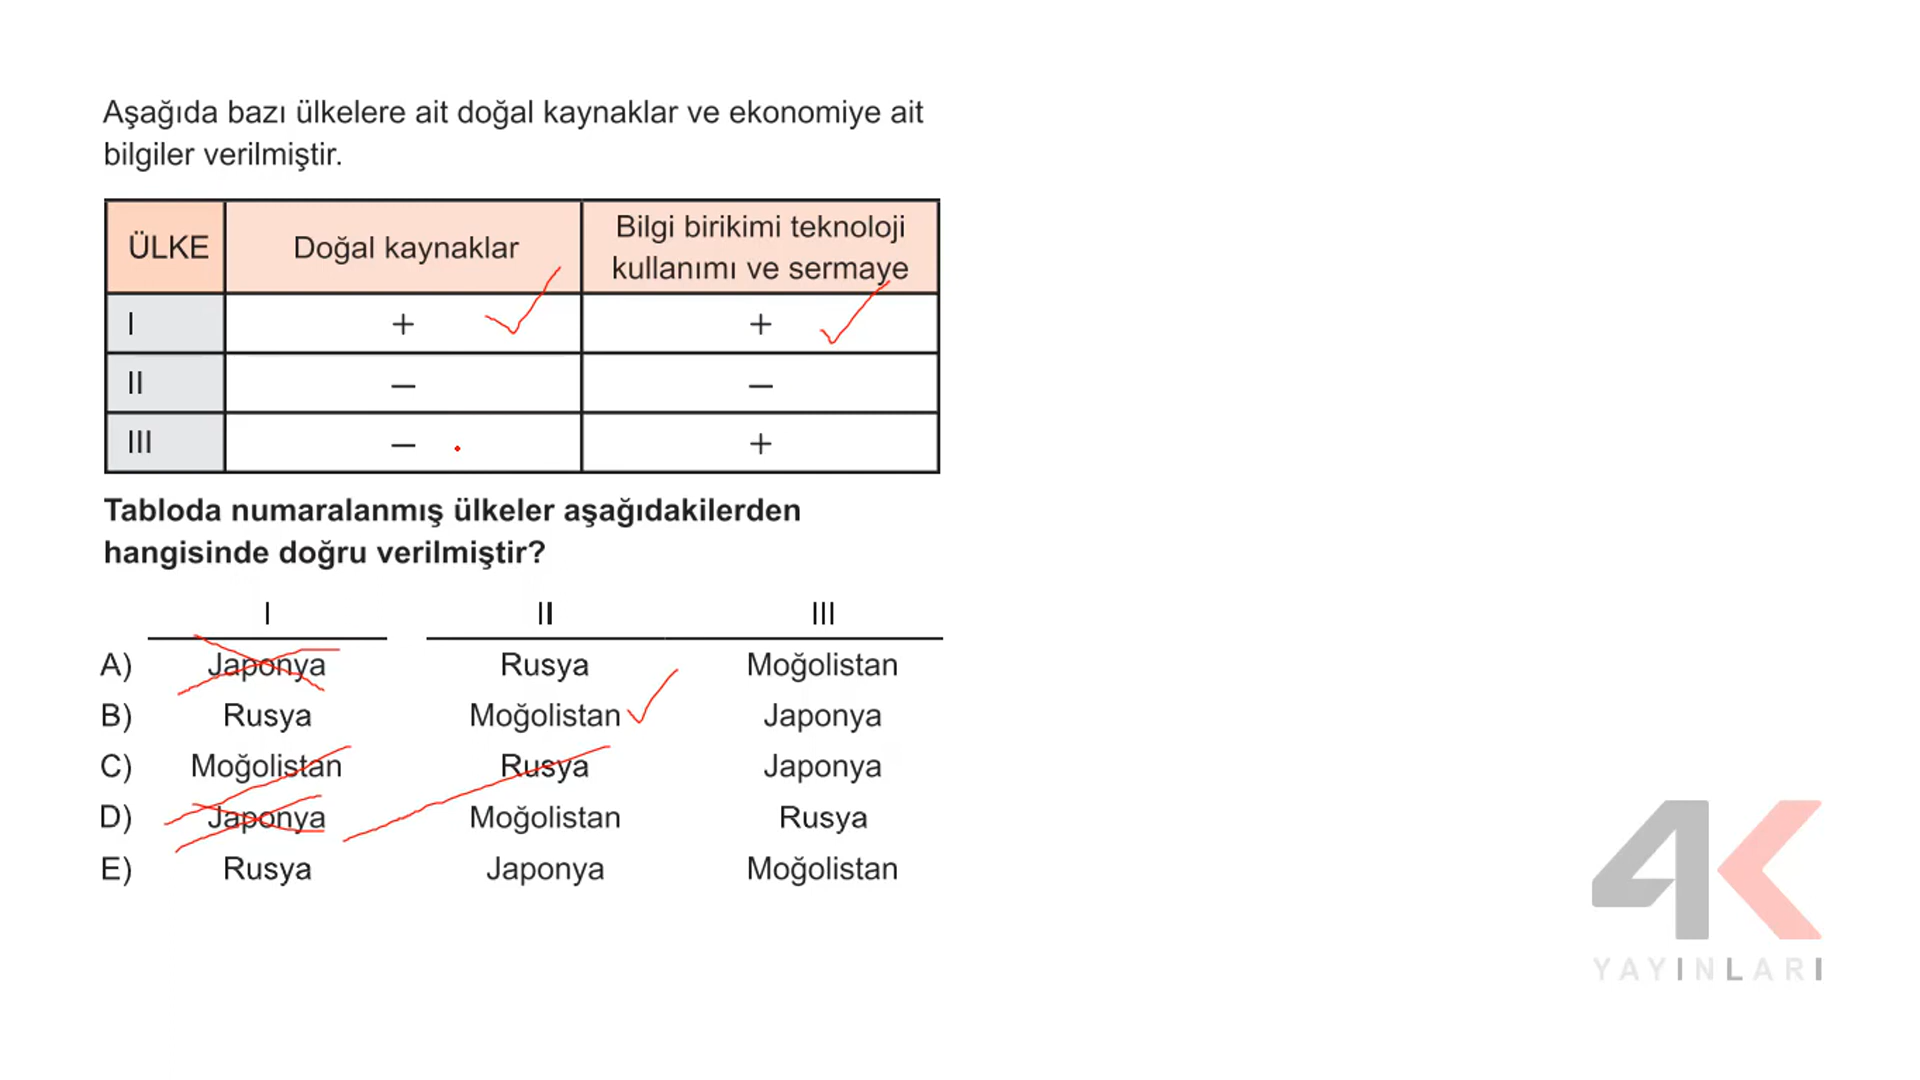 Aşağıda bazı ülkelere ait doğal kaynaklar ve ekonomiye ait
bilgiler verilmiştir.
ÜLKE Doğal kaynaklar Bilgi birikimi teknoloji
kullanımı ve sermaye
I + +
II – –
III – +
Tabloda numaralanmış ülkeler aşağıdakilerden
hangisinde doğru verilmiştir?
I II III
A) Japonya Rusya Moğolistan
B) Rusya Moğolistan Japonya
C) Moğolistan Rusya Japonya
D) Japonya Moğolistan Rusya
E) Rusya Japonya Moğolistan
4K
YAYINLARI